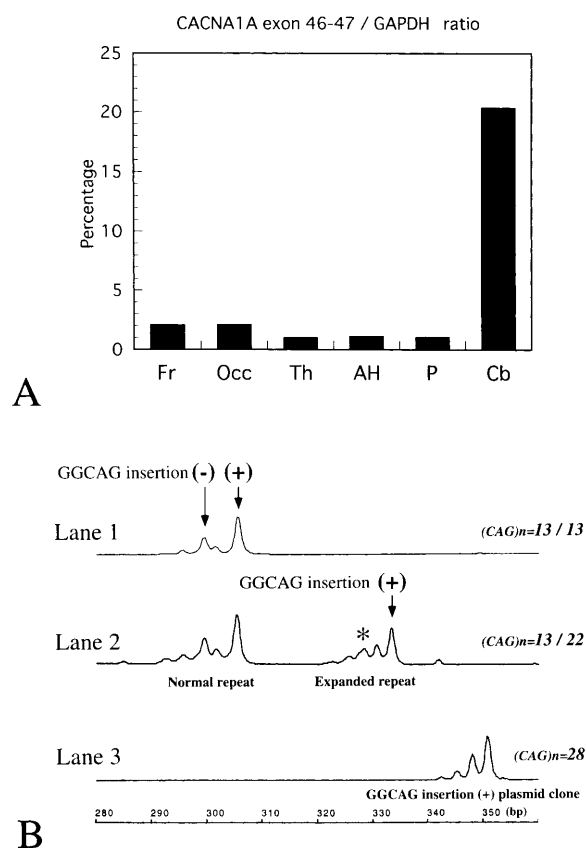 CACNA1A exon 46-47 / GAPDH ratio
25
20
15
10
5
0
Percentage
Fr Occ Th AH P Cb
A
GGCAG insertion (-) (+)
Lane 1 (CAG)n=13 / 13
GGCAG insertion (+)
Lane 2 * (CAG)n=13 / 22
Normal repeat Expanded repeat
Lane 3 (CAG)n=28
GGCAG insertion (+) plasmid clone
280 290 300 310 320 330 340 350 (bp)
B